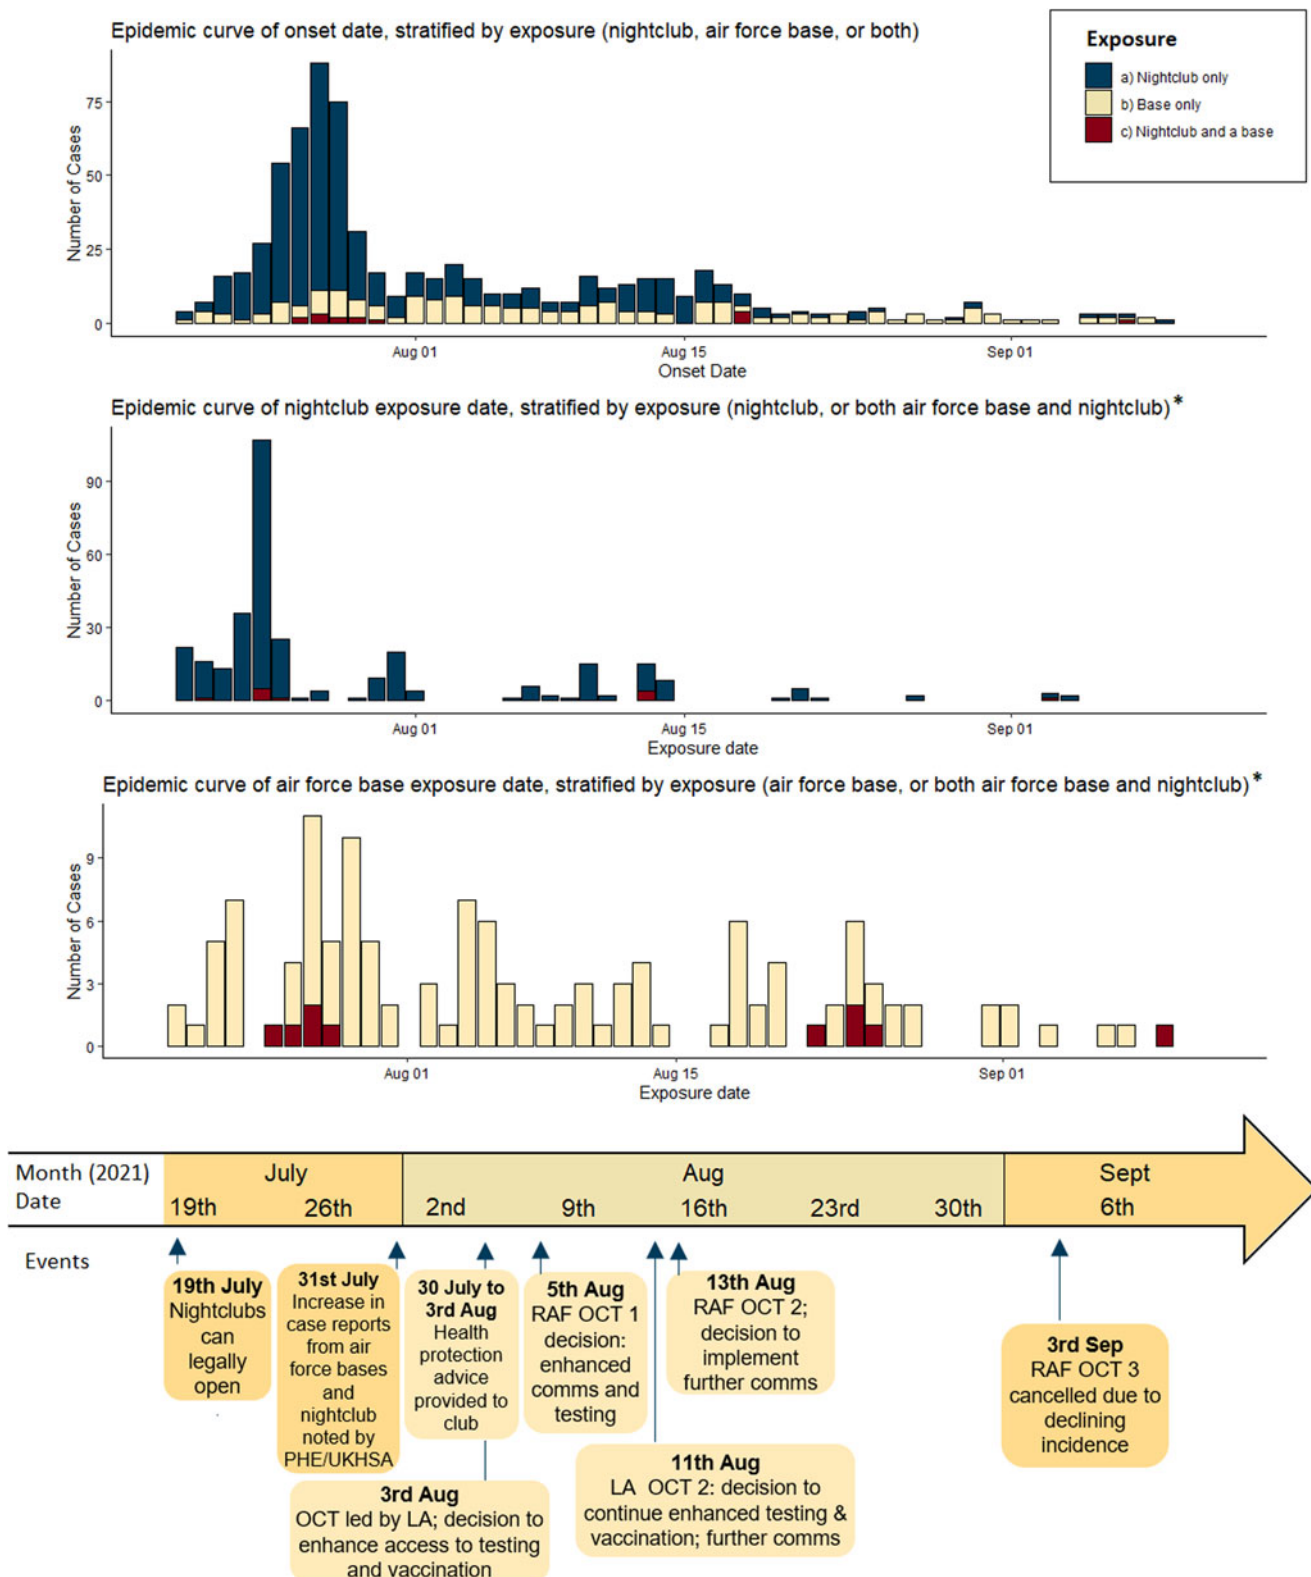 Epidemic curve of onset date, stratified by exposure (nightclub, air force base, or both)
Exposure
a) Nightclub only
b) Base only
c) Nightclub and a base
Number of Cases
75
50
25
0
Aug 01
Aug 15
Sep 01
Onset Date
Epidemic curve of nightclub exposure date, stratified by exposure (nightclub, or both air force base and nightclub)*
Number of Cases
90
60
30
0
Aug 01
Aug 15
Sep 01
Exposure date
Epidemic curve of air force base exposure date, stratified by exposure (air force base, or both air force base and nightclub)*
Number of Cases
9
6
3
0
Aug 01
Aug 15
Sep 01
Exposure date
Month (2021)
July
Aug
Sept
Date
19th
26th
2nd
9th
16th
23rd
30th
6th
Events
19th July
Nightclubs
can
legally
open
31st July
Increase in
case reports
from air
force bases
and
nightclub
noted by
PHE/UKHSA
30 July to
3rd Aug
Health
protection
advice
provided to
club
5th Aug
RAF OCT 1
decision:
enhanced
comms and
testing
13th Aug
RAF OCT 2;
decision to
implement
further comms
3rd Sep
RAF OCT 3
cancelled due to
declining
incidence
3rd Aug
OCT led by LA; decision to
enhance access to testing
and vaccination
11th Aug
LA OCT 2: decision to
continue enhanced testing &
vaccination; further comms